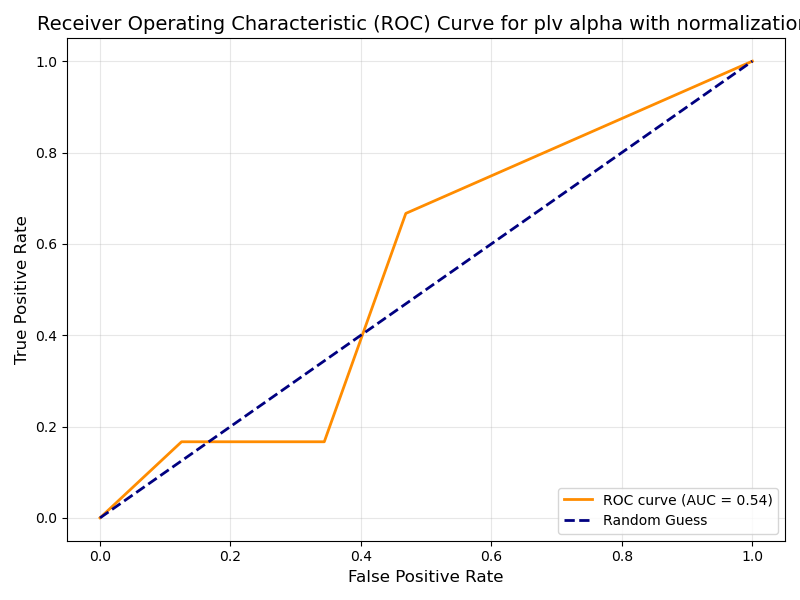 Receiver Operating Characteristic (ROC) Curve for plv alpha with normalization
1.0
0.8
0.6
0.4
0.2
0.0
True Positive Rate
0.0 0.2 0.4 0.6 0.8 1.0
False Positive Rate
ROC curve (AUC = 0.54)
Random Guess